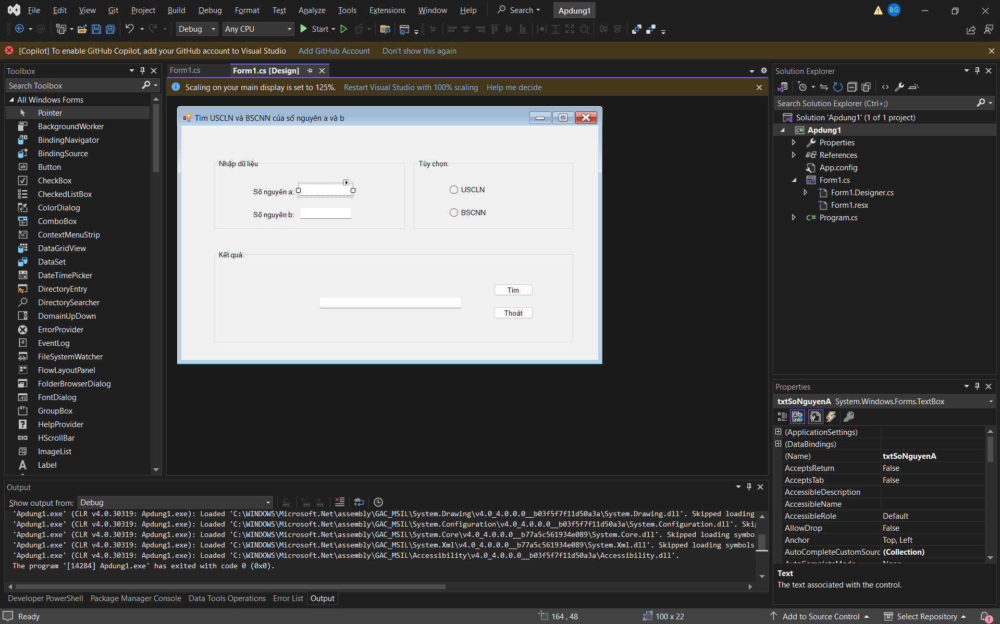 File Edit View Git Project Build Debug Format Test Analyze Tools Extensions Window Help Search Apdung1 BG
Debug Any CPU Start
[Copilot] To enable GitHub Copilot, add your GitHub account to Visual Studio Add GitHub Account Don't show this again
Toolbox
Search Toolbox
All Windows Forms
Pointer
BackgroundWorker
BindingNavigator
BindingSource
Button
CheckBox
CheckedListBox
ColorDialog
ComboBox
ContextMenuStrip
DataGridView
DataSet
DateTimePicker
DirectoryEntry
DirectorySearcher
DomainUpDown
ErrorProvider
EventLog
FileSystemWatcher
FlowLayoutPanel
FolderBrowserDialog
FontDialog
GroupBox
HelpProvider
HScrollBar
ImageList
Label
Form1.cs Form1.cs [Design]
Scaling on your main display is set to 125%. Restart Visual Studio with 100% scaling Help me decide
Tìm USCLN và BSCNN của số nguyên a và b
Nhập dữ liệu
Số nguyên a:
Số nguyên b:
Tùy chọn:
USCLN
BSCNN
Kết quả:
Tìm
Thoát
Solution Explorer
Search Solution Explorer (Ctrl+;)
Solution 'Apdung1' (1 of 1 project)
Apdung1
Properties
References
App.config
Form1.cs
Form1.Designer.cs
Form1.resx
Program.cs
Properties
txtSoNguyenA System.Windows.Forms.TextBox
(ApplicationSettings)
(DataBindings)
(Name) txtSoNguyenA
AcceptsReturn False
AcceptsTab False
AccessibleDescription
AccessibleName
AccessibleRole Default
AllowDrop False
Anchor Top, Left
AutoCompleteCustomSourc (Collection)
AutoCompleteMode None
Text
The text associated with the control.
Output
Show output from: Debug
'Apdung1.exe' (CLR v4.0.30319: Apdung1.exe): Loaded 'C:\WINDOWS\Microsoft.Net\assembly\GAC_MSIL\System.Drawing\v4.0_4.0.0.0__b03f5f7f11d50a3a\System.Drawing.dll'. Skipped loading
'Apdung1.exe' (CLR v4.0.30319: Apdung1.exe): Loaded 'C:\WINDOWS\Microsoft.Net\assembly\GAC_MSIL\System.Configuration\v4.0_4.0.0.0__b03f5f7f11d50a3a\System.Configuration.dll'. Ski
'Apdung1.exe' (CLR v4.0.30319: Apdung1.exe): Loaded 'C:\WINDOWS\Microsoft.Net\assembly\GAC_MSIL\System.Core\v4.0_4.0.0.0__b77a5c561934e089\System.Core.dll'. Skipped loading symbo
'Apdung1.exe' (CLR v4.0.30319: Apdung1.exe): Loaded 'C:\WINDOWS\Microsoft.Net\assembly\GAC_MSIL\System.Xml\v4.0_4.0.0.0__b77a5c561934e089\System.Xml.dll'. Skipped loading symbols
'Apdung1.exe' (CLR v4.0.30319: Apdung1.exe): Loaded 'C:\WINDOWS\Microsoft.Net\assembly\GAC_MSIL\Accessibility\v4.0_4.0.0.0__b03f5f7f11d50a3a\Accessibility.dll'.
The program '[14284] Apdung1.exe' has exited with code 0 (0x0).
Developer PowerShell Package Manager Console Data Tools Operations Error List Output
Ready 164 , 48 100 x 22 Add to Source Control Select Repository 1